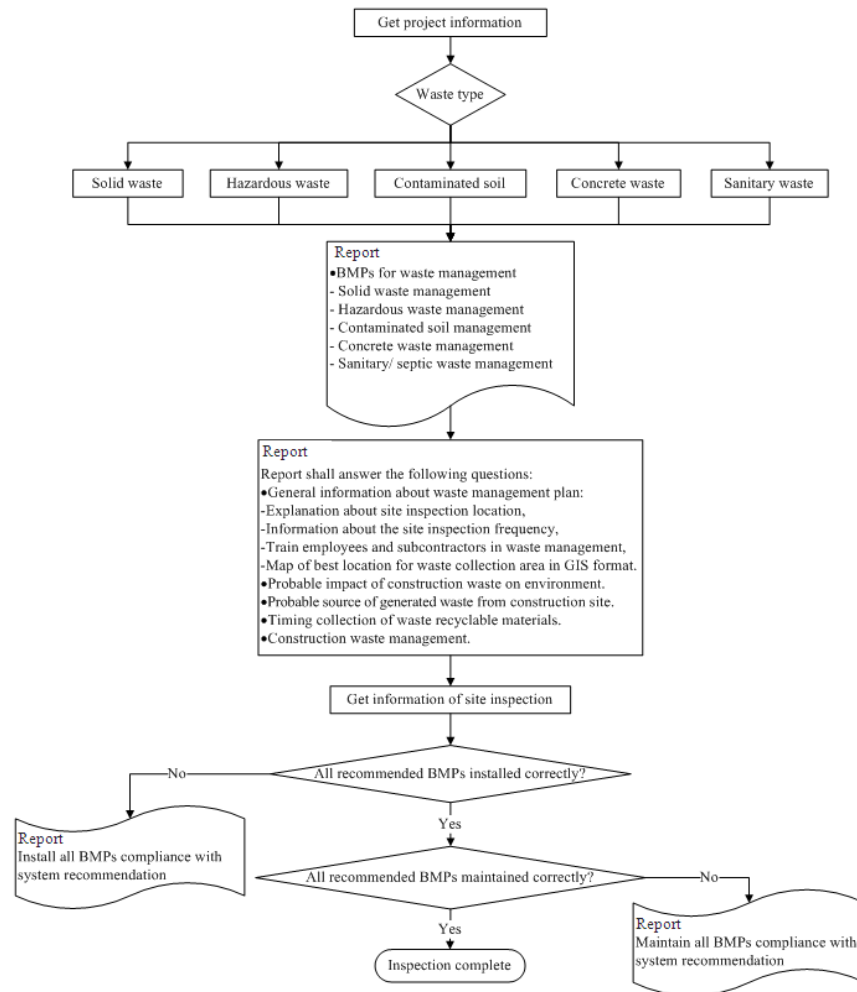 Get project information
Waste type
Solid waste
Hazardous waste
Contaminated soil
Concrete waste
Sanitary waste
Report
●BMPs for waste management
- Solid waste management
- Hazardous waste management
- Contaminated soil management
- Concrete waste management
- Sanitary/ septic waste management
Report
Report shall answer the following questions:
●General information about waste management plan:
-Explanation about site inspection location,
-Information about the site inspection frequency,
-Train employees and subcontractors in waste management,
-Map of best location for waste collection area in GIS format.
●Probable impact of construction waste on environment.
●Probable source of generated waste from construction site.
●Timing collection of waste recyclable materials.
●Construction waste management.
Get information of site inspection
All recommended BMPs installed correctly?
No
Report
Install all BMPs compliance with
system recommendation
Yes
All recommended BMPs maintained correctly?
No
Report
Maintain all BMPs compliance with
system recommendation
Yes
Inspection complete